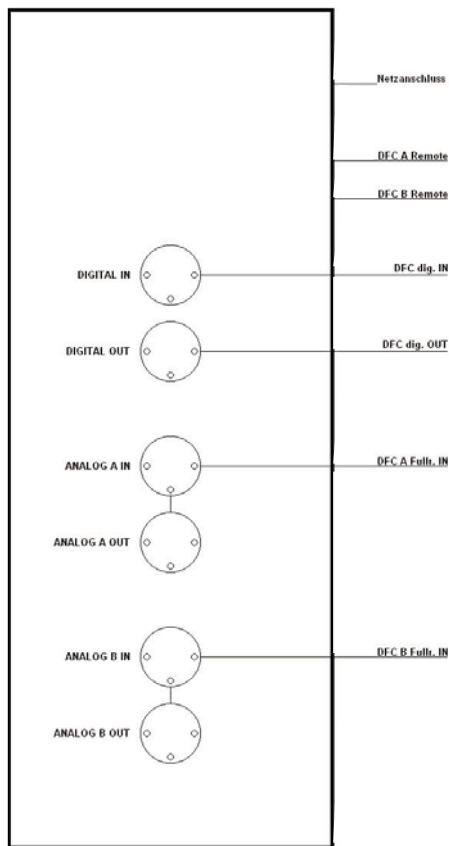 Netzanschluss
DFC A Remote
DFC B Remote
DIGITAL IN
DFC dig. IN
DIGITAL OUT
DFC dig. OUT
ANALOG A IN
DFC A Fullr. IN
ANALOG A OUT
ANALOG B IN
DFC B Fullr. IN
ANALOG B OUT